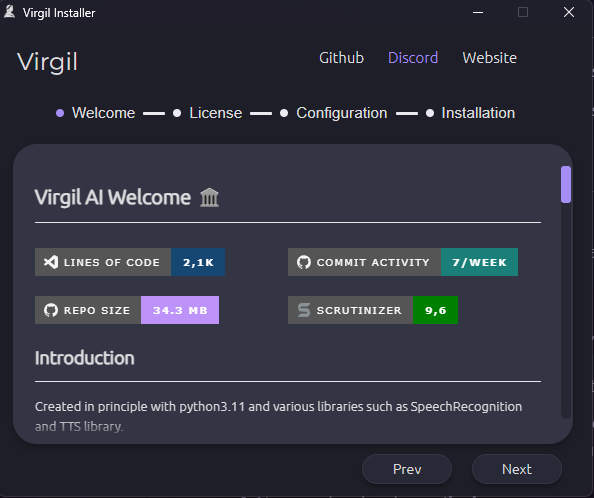 Virgil Installer
Virgil
Github Discord Website
Welcome License Configuration Installation
Virgil AI Welcome
LINES OF CODE 2,1K
COMMIT ACTIVITY 7/WEEK
REPO SIZE 34.3 MB
SCRUTINIZER 9,6
Introduction
Created in principle with python3.11 and various libraries such as SpeechRecognition
and TTS library.
Prev Next